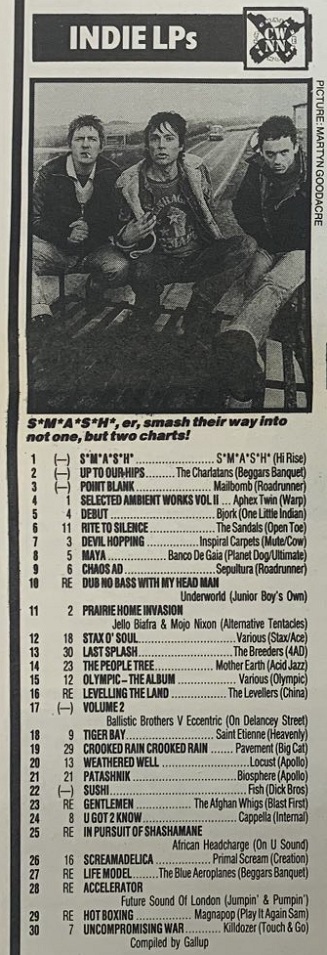 INDIE LPs
CW
NN
PICTURE: MARTYN GOODACRE
S*M*A*S*H*, er, smash their way into
not one, but two charts!
1 (—) S*M*A*S*H* ........ S*M*A*S*H* (Hi Rise)
2 (—) UP TO OUR HIPS ........ The Charlatans (Beggars Banquet)
3 (—) POINT BLANK ........ Mailbomb (Roadrunner)
4 1 SELECTED AMBIENT WORKS VOL II ... Aphex Twin (Warp)
5 4 DEBUT ........ Bjork (One Little Indian)
6 11 RITE TO SILENCE ........ The Sandals (Open Toe)
7 3 DEVIL HOPPING ........ Inspiral Carpets (Mute/Cow)
8 5 MAYA ........ Banco De Gaia (Planet Dog/Ultimate)
9 6 CHAOS AD ........ Sepultura (Roadrunner)
10 RE DUB NO BASS WITH MY HEAD MAN
Underworld (Junior Boy's Own)
11 2 PRAIRIE HOME INVASION
Jello Biafra & Mojo Nixon (Alternative Tentacles)
12 18 STAX O' SOUL ........ Various (Stax/Ace)
13 30 LAST SPLASH ........ The Breeders (4AD)
14 23 THE PEOPLE TREE ........ Mother Earth (Acid Jazz)
15 12 OLYMPIC – THE ALBUM ........ Various (Olympic)
16 RE LEVELLING THE LAND ........ The Levellers (China)
17 (—) VOLUME 2
Ballistic Brothers V Eccentric (On Delancey Street)
18 9 TIGER BAY ........ Saint Etienne (Heavenly)
19 29 CROOKED RAIN CROOKED RAIN ..... Pavement (Big Cat)
20 13 WEATHERED WELL ........ Locust (Apollo)
21 21 PATASHNIK ........ Biosphere (Apollo)
22 (—) SUSHI ........ Fish (Dick Bros)
23 RE GENTLEMEN ........ The Afghan Whigs (Blast First)
24 8 U GOT 2 KNOW ........ Cappella (Internal)
25 RE IN PURSUIT OF SHASHAMANE
African Headcharge (On U Sound)
26 16 SCREAMADELICA ........ Primal Scream (Creation)
27 RE LIFE MODEL ........ The Blue Aeroplanes (Beggars Banquet)
28 RE ACCELERATOR
Future Sound Of London (Jumpin' & Pumpin')
29 RE HOT BOXING ........ Magnapop (Play It Again Sam)
30 7 UNCOMPROMISING WAR ........ Killdozer (Touch & Go)
Compiled by Gallup